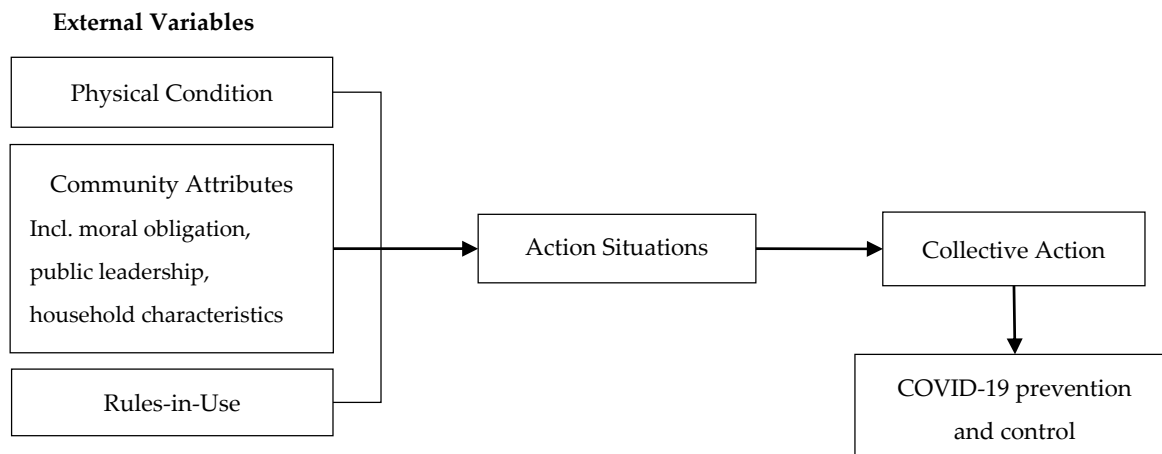 External Variables
Physical Condition
Community Attributes
Incl. moral obligation,
public leadership,
household characteristics
Rules-in-Use
Action Situations
Collective Action
COVID-19 prevention
and control